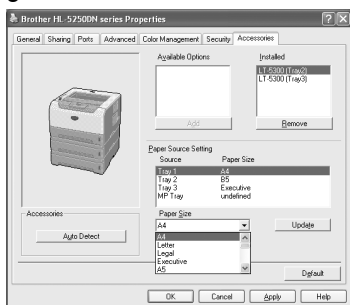 Brother HL-5250DN series Properties
General Sharing Ports Advanced Color Management Security Accessories
Available Options Installed
LT-5300 (Tray2)
LT-5300 (Tray3)
Add Remove
Paper Source Setting
Source Paper Size
Tray 1 A4
Tray 2 B5
Tray 3 Executive
MP Tray undefined
Accessories
Auto Detect
Paper Size
A4 Update
A4
Letter
Legal
Executive
A5
Default
OK Cancel Apply Help